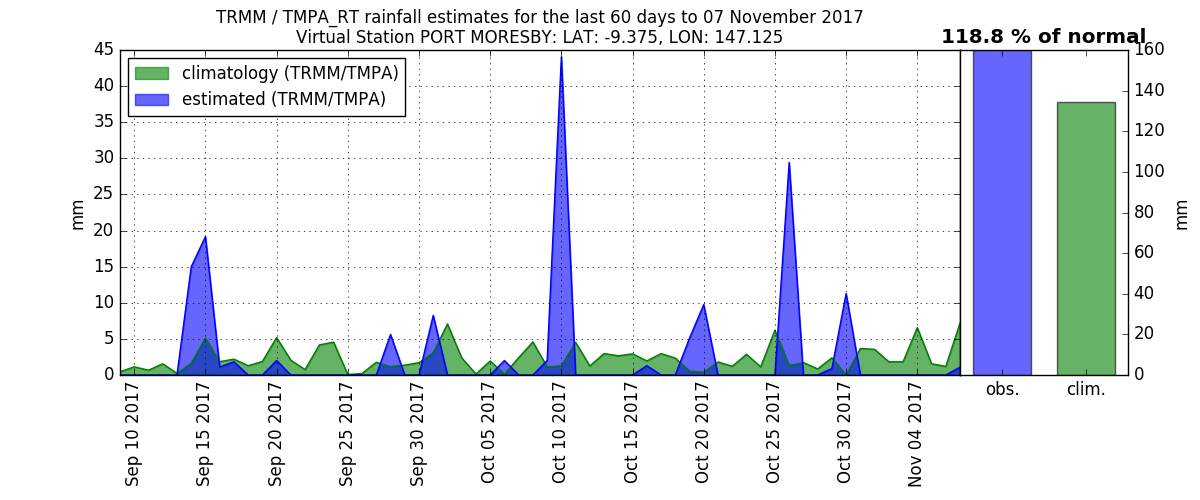 TRMM / TMPA_RT rainfall estimates for the last 60 days to 07 November 2017
Virtual Station PORT MORESBY: LAT: -9.375, LON: 147.125
118.8 % of normal
climatology (TRMM/TMPA)
estimated (TRMM/TMPA)
45
40
35
30
25
20
15
10
5
0
mm
Sep 10 2017
Sep 15 2017
Sep 20 2017
Sep 25 2017
Sep 30 2017
Oct 05 2017
Oct 10 2017
Oct 15 2017
Oct 20 2017
Oct 25 2017
Oct 30 2017
Nov 04 2017
obs.
clim.
160
140
120
100
80
60
40
20
0
mm